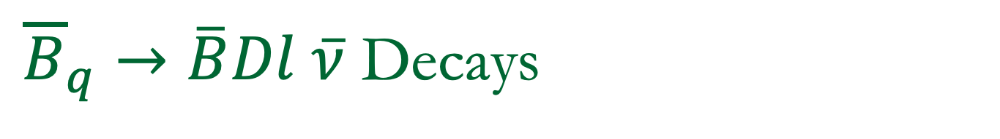 B̅_q → B̅Dl ν̅ Decays